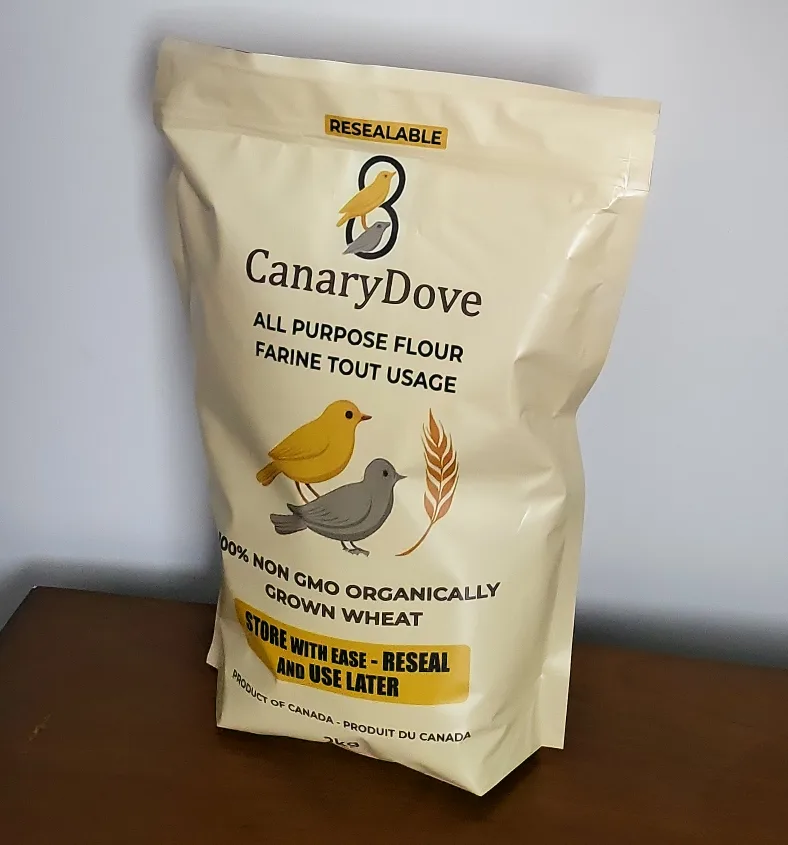 RESEALABLE
CanaryDove
ALL PURPOSE FLOUR
FARINE TOUT USAGE
100% NON GMO ORGANICALLY
GROWN WHEAT
STORE WITH EASE - RESEAL
AND USE LATER
PRODUCT OF CANADA - PRODUIT DU CANADA
2kg